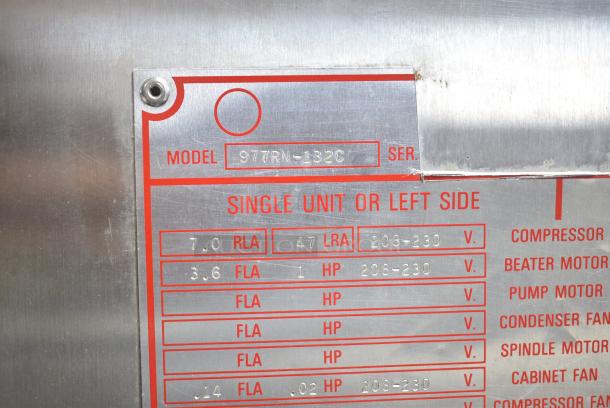 MODEL 977RN-132C SER.
SINGLE UNIT OR LEFT SIDE
7.0 RLA 47 LRA 208-230 V. COMPRESSOR
3.6 FLA 1 HP 208-230 V. BEATER MOTOR
FLA HP V. PUMP MOTOR
FLA HP V. CONDENSER FAN
FLA HP V. SPINDLE MOTOR
.14 FLA .02 HP 208-230 V. CABINET FAN
V. COMPRESSOR FAN